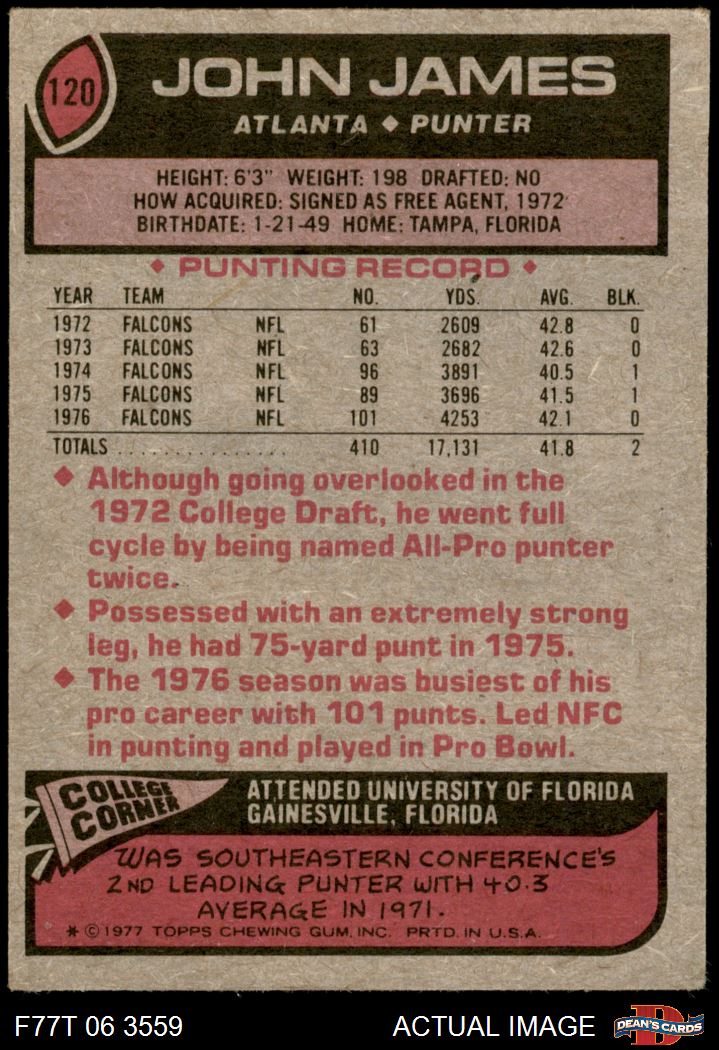 120
JOHN JAMES
ATLANTA ◆ PUNTER
HEIGHT: 6'3" WEIGHT: 198 DRAFTED: NO
HOW ACQUIRED: SIGNED AS FREE AGENT, 1972
BIRTHDATE: 1-21-49 HOME: TAMPA, FLORIDA
◆ PUNTING RECORD ◆
YEAR TEAM NO. YDS. AVG. BLK.
1972 FALCONS NFL 61 2609 42.8 0
1973 FALCONS NFL 63 2682 42.6 0
1974 FALCONS NFL 96 3891 40.5 1
1975 FALCONS NFL 89 3696 41.5 1
1976 FALCONS NFL 101 4253 42.1 0
TOTALS . . . . . . . . . . . . . . . 410 17,131 41.8 2
◆ Although going overlooked in the
1972 College Draft, he went full
cycle by being named All-Pro punter
twice.
◆ Possessed with an extremely strong
leg, he had 75-yard punt in 1975.
◆ The 1976 season was busiest of his
pro career with 101 punts. Led NFC
in punting and played in Pro Bowl.
COLLEGE
CORNER
ATTENDED UNIVERSITY OF FLORIDA
GAINESVILLE, FLORIDA
WAS SOUTHEASTERN CONFERENCE'S
2ND LEADING PUNTER WITH 40.3
AVERAGE IN 1971.
* © 1977 TOPPS CHEWING GUM, INC. PRTD. IN U.S.A.
F77T 06 3559 ACTUAL IMAGE
D
DEAN'S CARDS